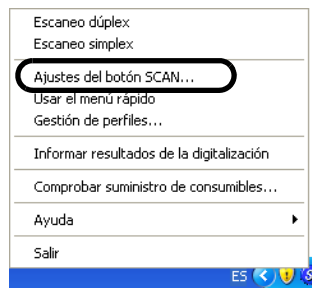 Escaneo dúplex
Escaneo simplex
Ajustes del botón SCAN...
Usar el menú rápido
Gestión de perfiles...
Informar resultados de la digitalización
Comprobar suministro de consumibles...
Ayuda
Salir
ES